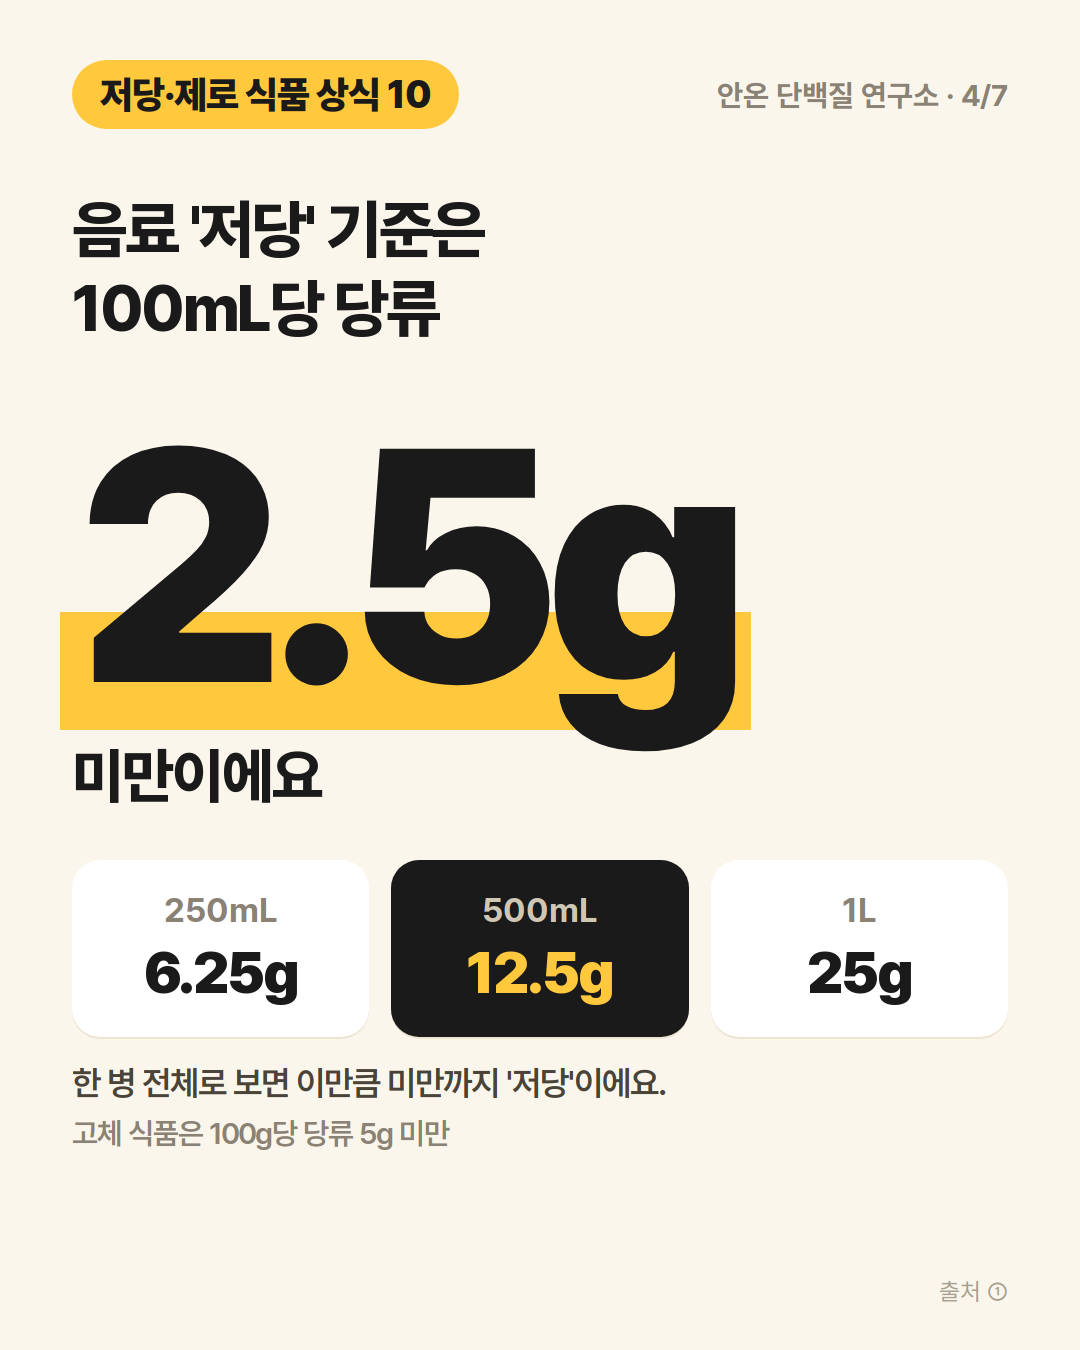 저당·제로 식품 상식 10
안온 단백질 연구소 · 4/7
음료 '저당' 기준은
100mL당 당류
2.5g
미만이에요
250mL
6.25g
500mL
12.5g
1L
25g
한 병 전체로 보면 이만큼 미만까지 '저당'이에요.
고체 식품은 100g당 당류 5g 미만
출처 ①